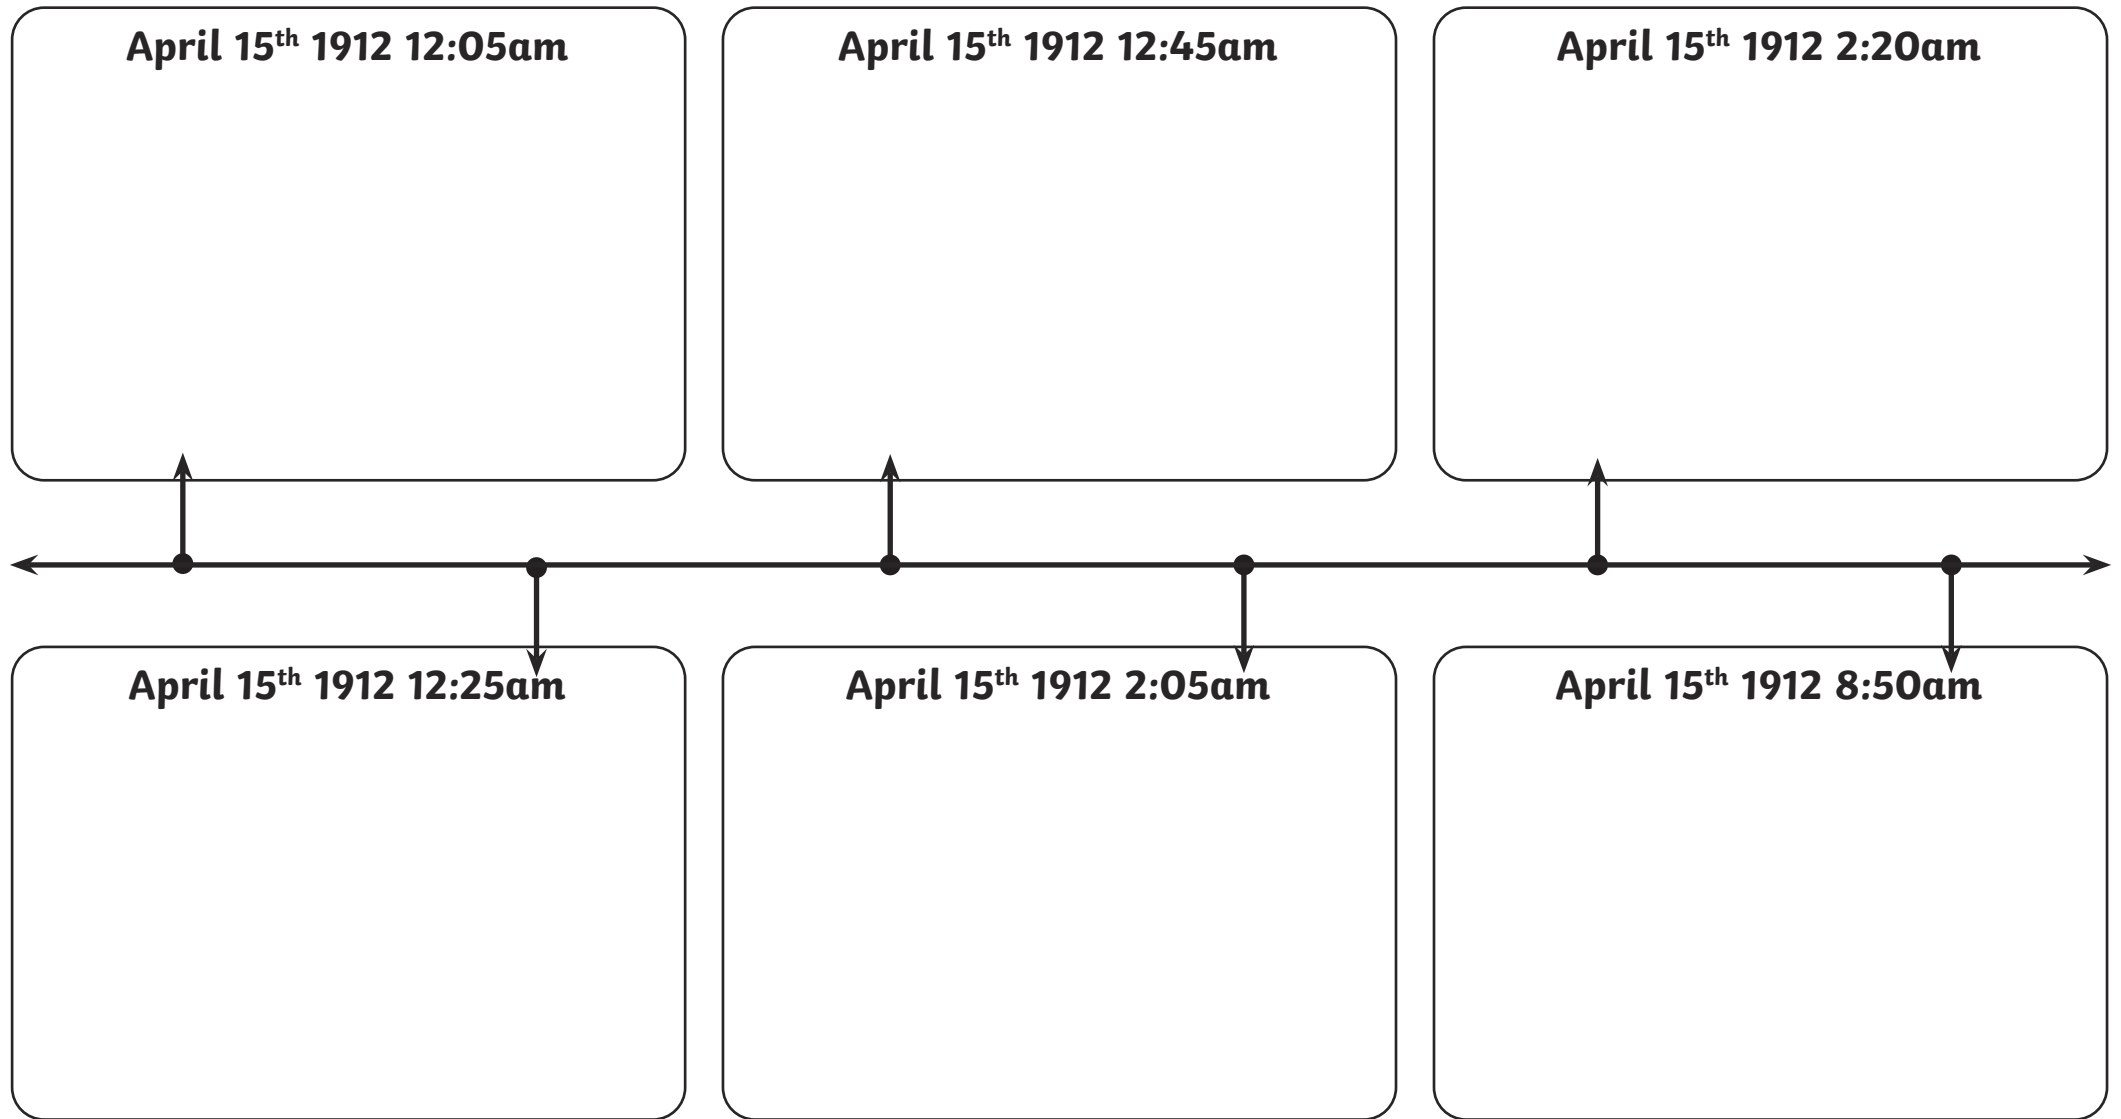 April 15th 1912 12:05am
April 15th 1912 12:45am
April 15th 1912 2:20am
April 15th 1912 12:25am
April 15th 1912 2:05am
April 15th 1912 8:50am